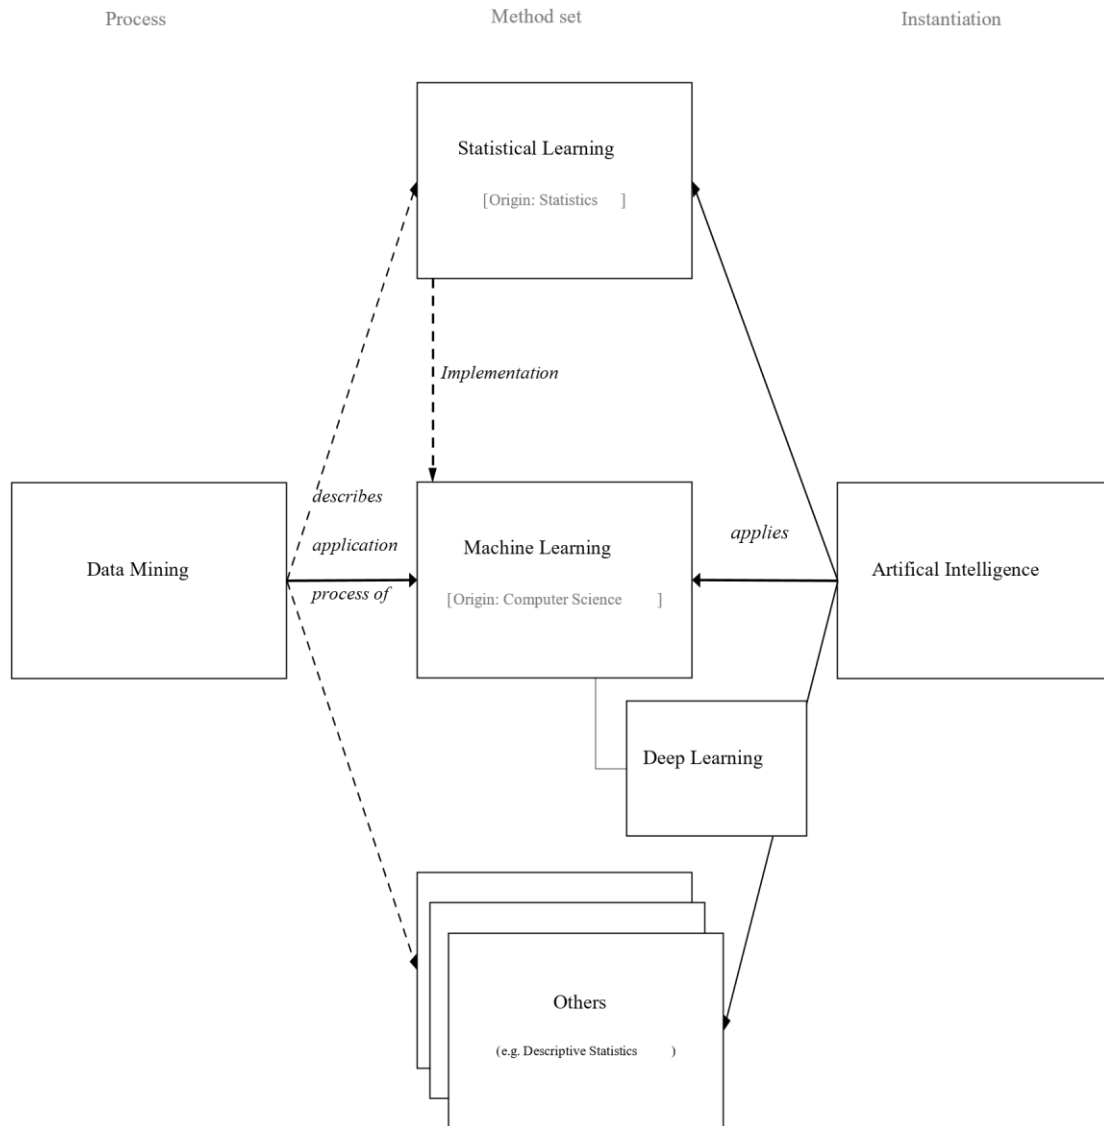 Process
Method set
Instantiation
Statistical Learning
[Origin: Statistics ]
Implementation
describes
application
process of
Data Mining
Machine Learning
[Origin: Computer Science ]
applies
Artifical Intelligence
Deep Learning
Others
(e.g. Descriptive Statistics )